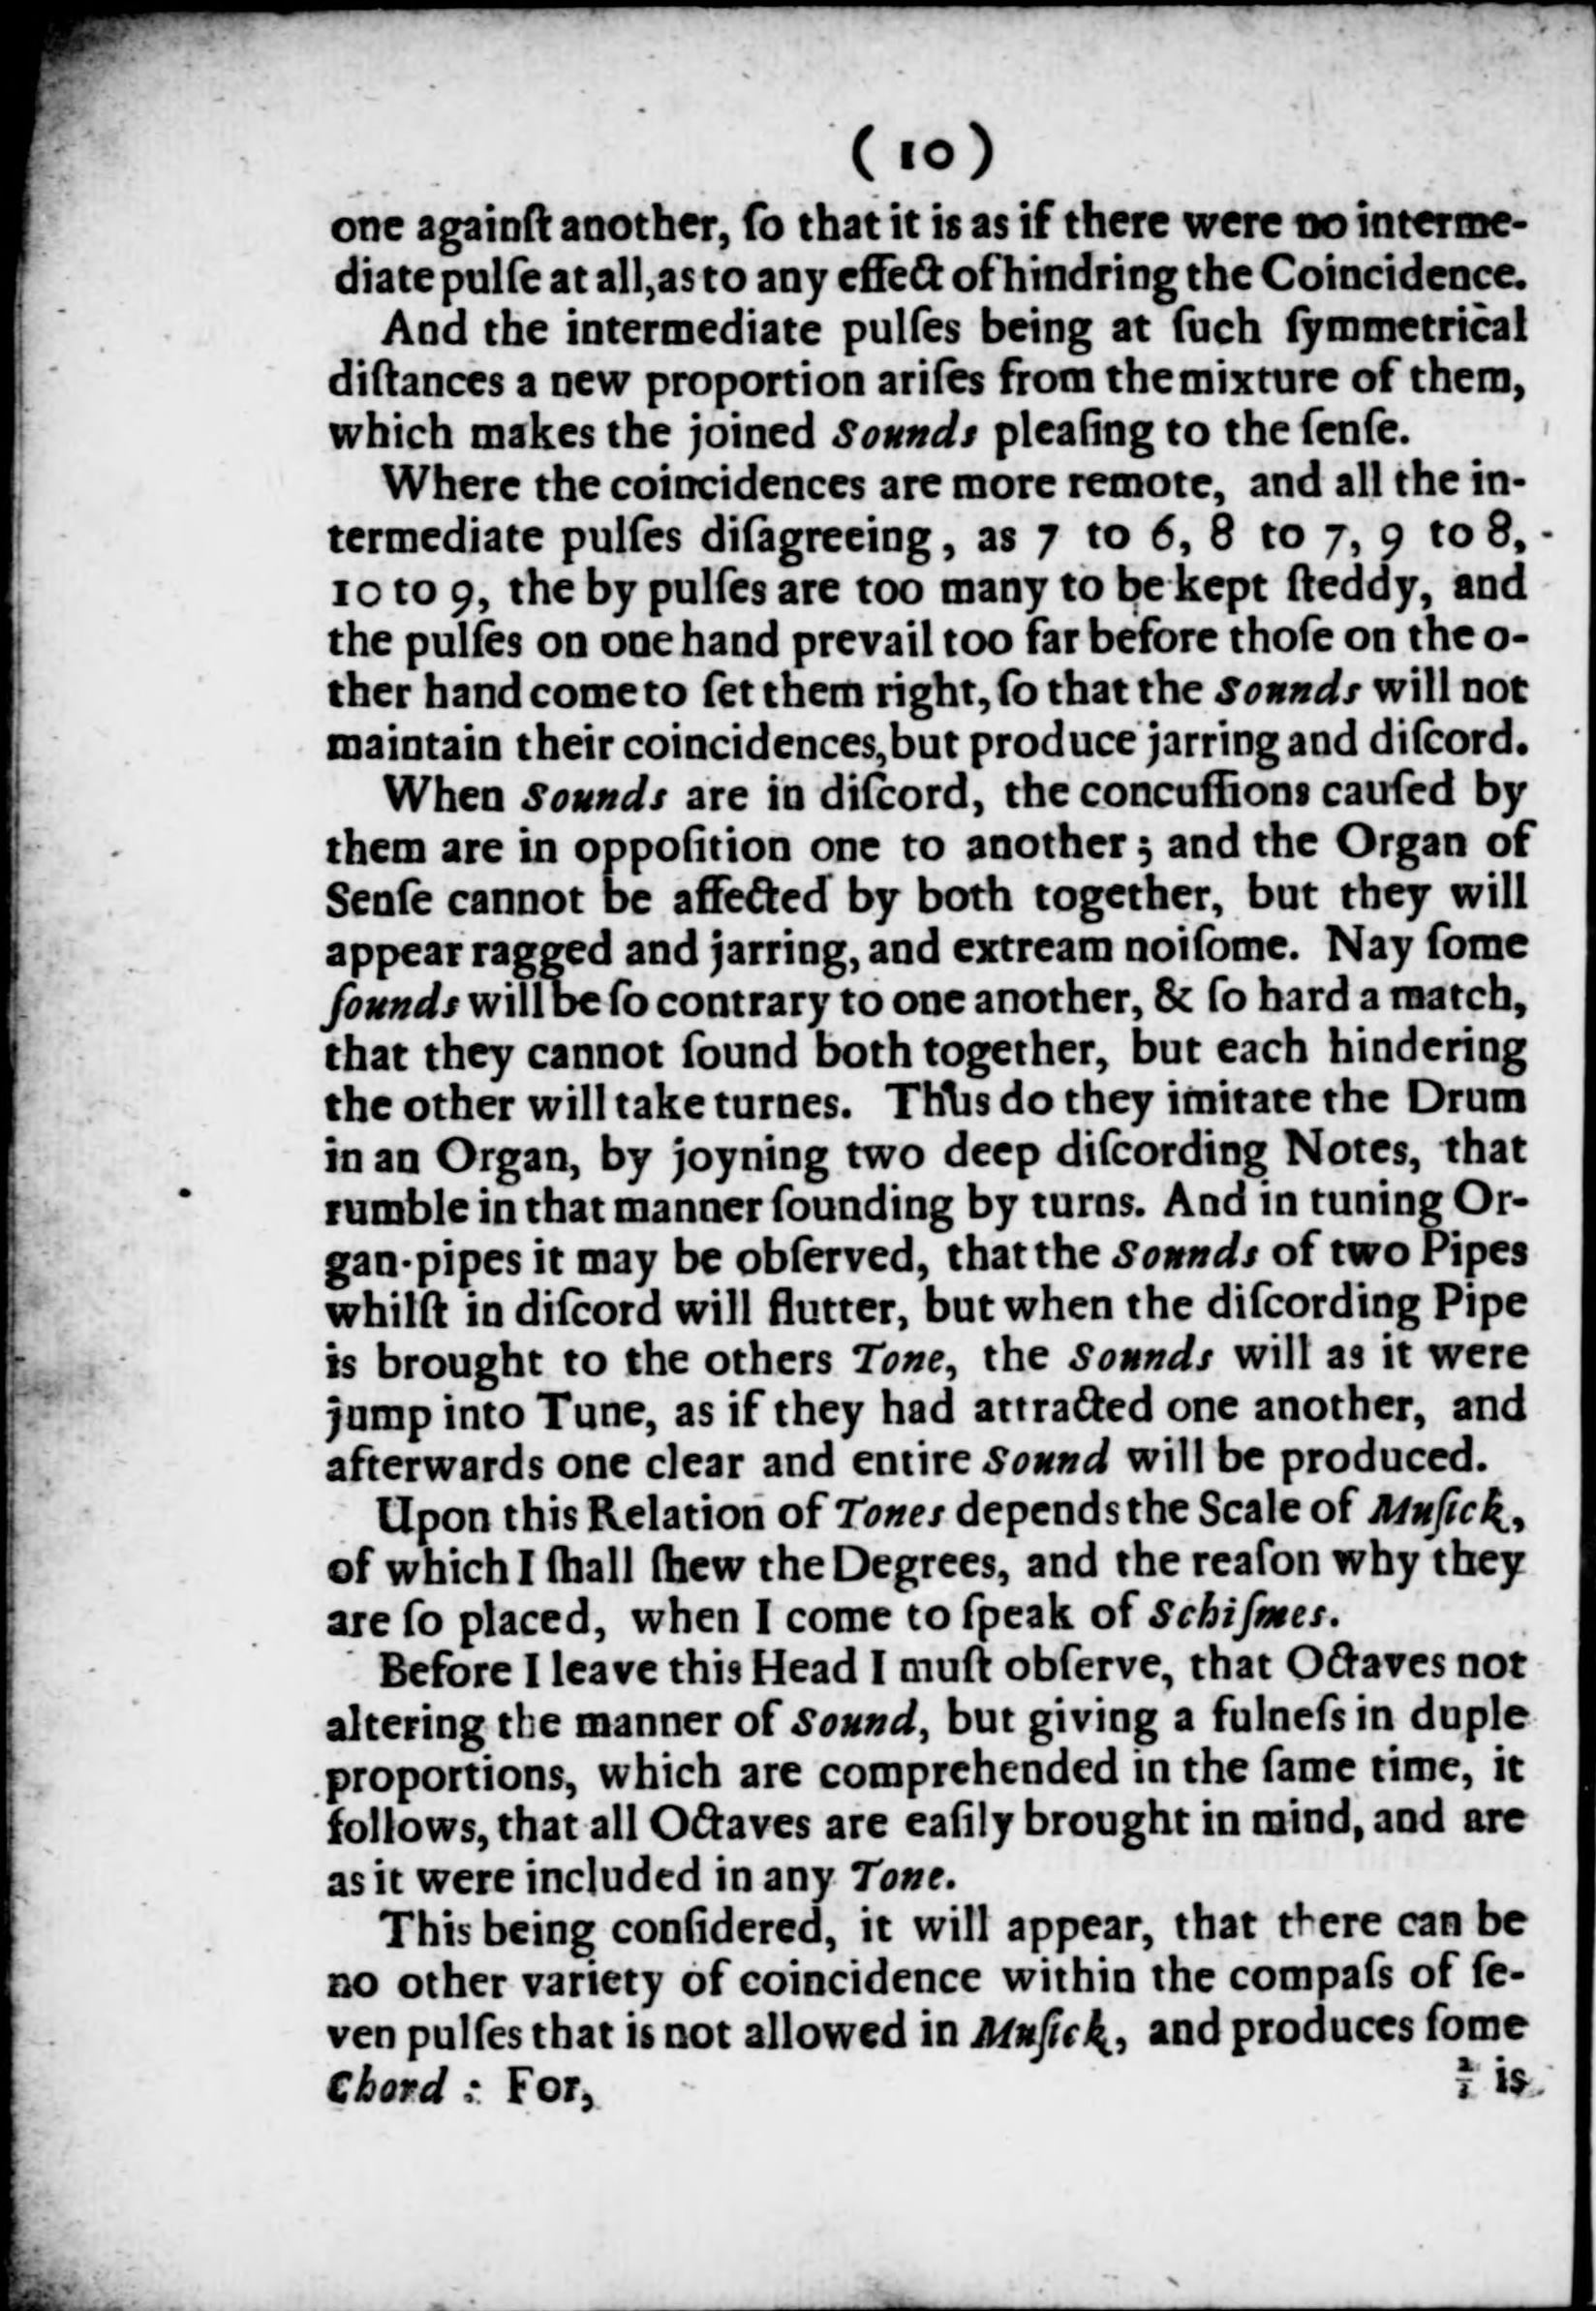 ( 10 )
one againſt another, ſo that it is as if there were no interme-
diate pulſe at all, as to any effect of hindring the Coincidence.
And the intermediate pulſes being at ſuch ſymmetrical
diſtances a new proportion ariſes from the mixture of them,
which makes the joined Sounds pleaſing to the ſenſe.
Where the coincidences are more remote, and all the in-
termediate pulſes diſagreeing, as 7 to 6, 8 to 7, 9 to 8,
10 to 9, the by pulſes are too many to be kept ſteddy, and
the pulſes on one hand prevail too far before thoſe on the o-
ther hand come to ſet them right, ſo that the Sounds will not
maintain their coincidences, but produce jarring and diſcord.
When Sounds are in diſcord, the concuſſions cauſed by
them are in oppoſition one to another; and the Organ of
Senſe cannot be affected by both together, but they will
appear ragged and jarring, and extream noiſome. Nay ſome
ſounds will be ſo contrary to one another, & ſo hard a match,
that they cannot ſound both together, but each hindering
the other will take turnes. Thus do they imitate the Drum
in an Organ, by joyning two deep diſcording Notes, that
rumble in that manner ſounding by turns. And in tuning Or-
gan-pipes it may be obſerved, that the Sounds of two Pipes
whilſt in diſcord will flutter, but when the diſcording Pipe
is brought to the others Tone, the Sounds will as it were
jump into Tune, as if they had attracted one another, and
afterwards one clear and entire Sound will be produced.
Upon this Relation of Tones depends the Scale of Muſick,
of which I ſhall ſhew the Degrees, and the reaſon why they
are ſo placed, when I come to ſpeak of Schiſmes.
Before I leave this Head I muſt obſerve, that Octaves not
altering the manner of Sound, but giving a fulneſs in duple
proportions, which are comprehended in the ſame time, it
follows, that all Octaves are eaſily brought in mind, and are
as it were included in any Tone.
This being conſidered, it will appear, that there can be
no other variety of coincidence within the compaſs of ſe-
ven pulſes that is not allowed in Muſick, and produces ſome
Chord : For,
2/1 is